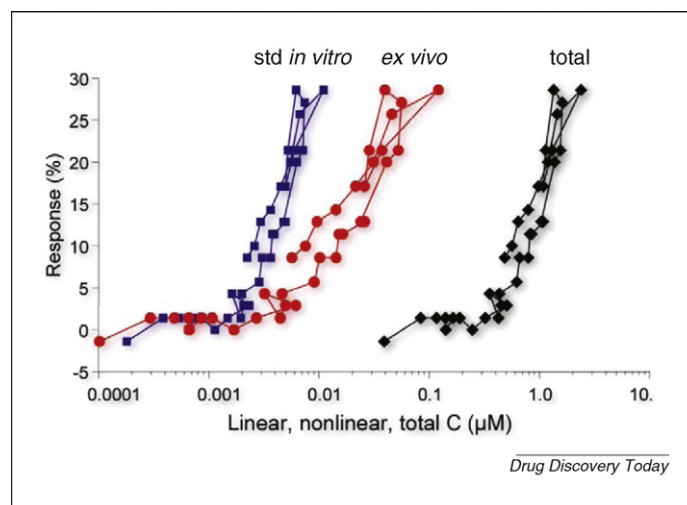 std in vitro ex vivo total
30
25
20
15
10
5
0
-5
Response (%)
0.0001 0.001 0.01 0.1 1.0 10.
Linear, nonlinear, total C (µM)
Drug Discovery Today